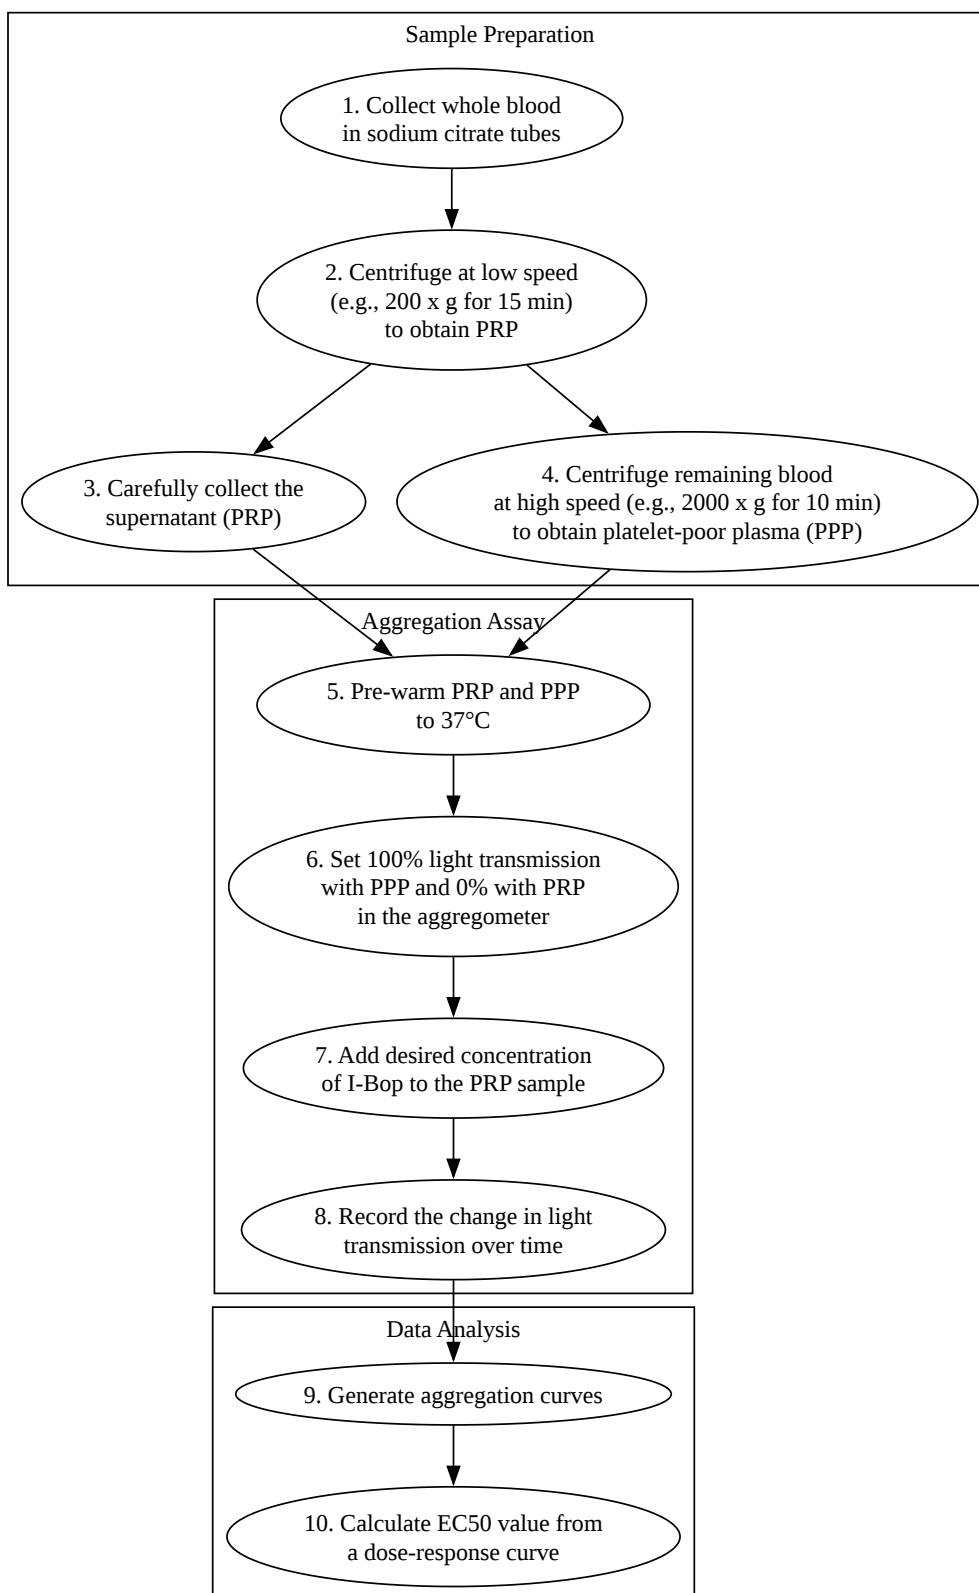 Sample Preparation
1. Collect whole blood
in sodium citrate tubes
2. Centrifuge at low speed
(e.g., 200 x g for 15 min)
to obtain PRP
3. Carefully collect the
supernatant (PRP)
4. Centrifuge remaining blood
at high speed (e.g., 2000 x g for 10 min)
to obtain platelet-poor plasma (PPP)
Aggregation Assay
5. Pre-warm PRP and PPP
to 37°C
6. Set 100% light transmission
with PPP and 0% with PRP
in the aggregometer
7. Add desired concentration
of I-Bop to the PRP sample
8. Record the change in light
transmission over time
Data Analysis
9. Generate aggregation curves
10. Calculate EC50 value from
a dose-response curve